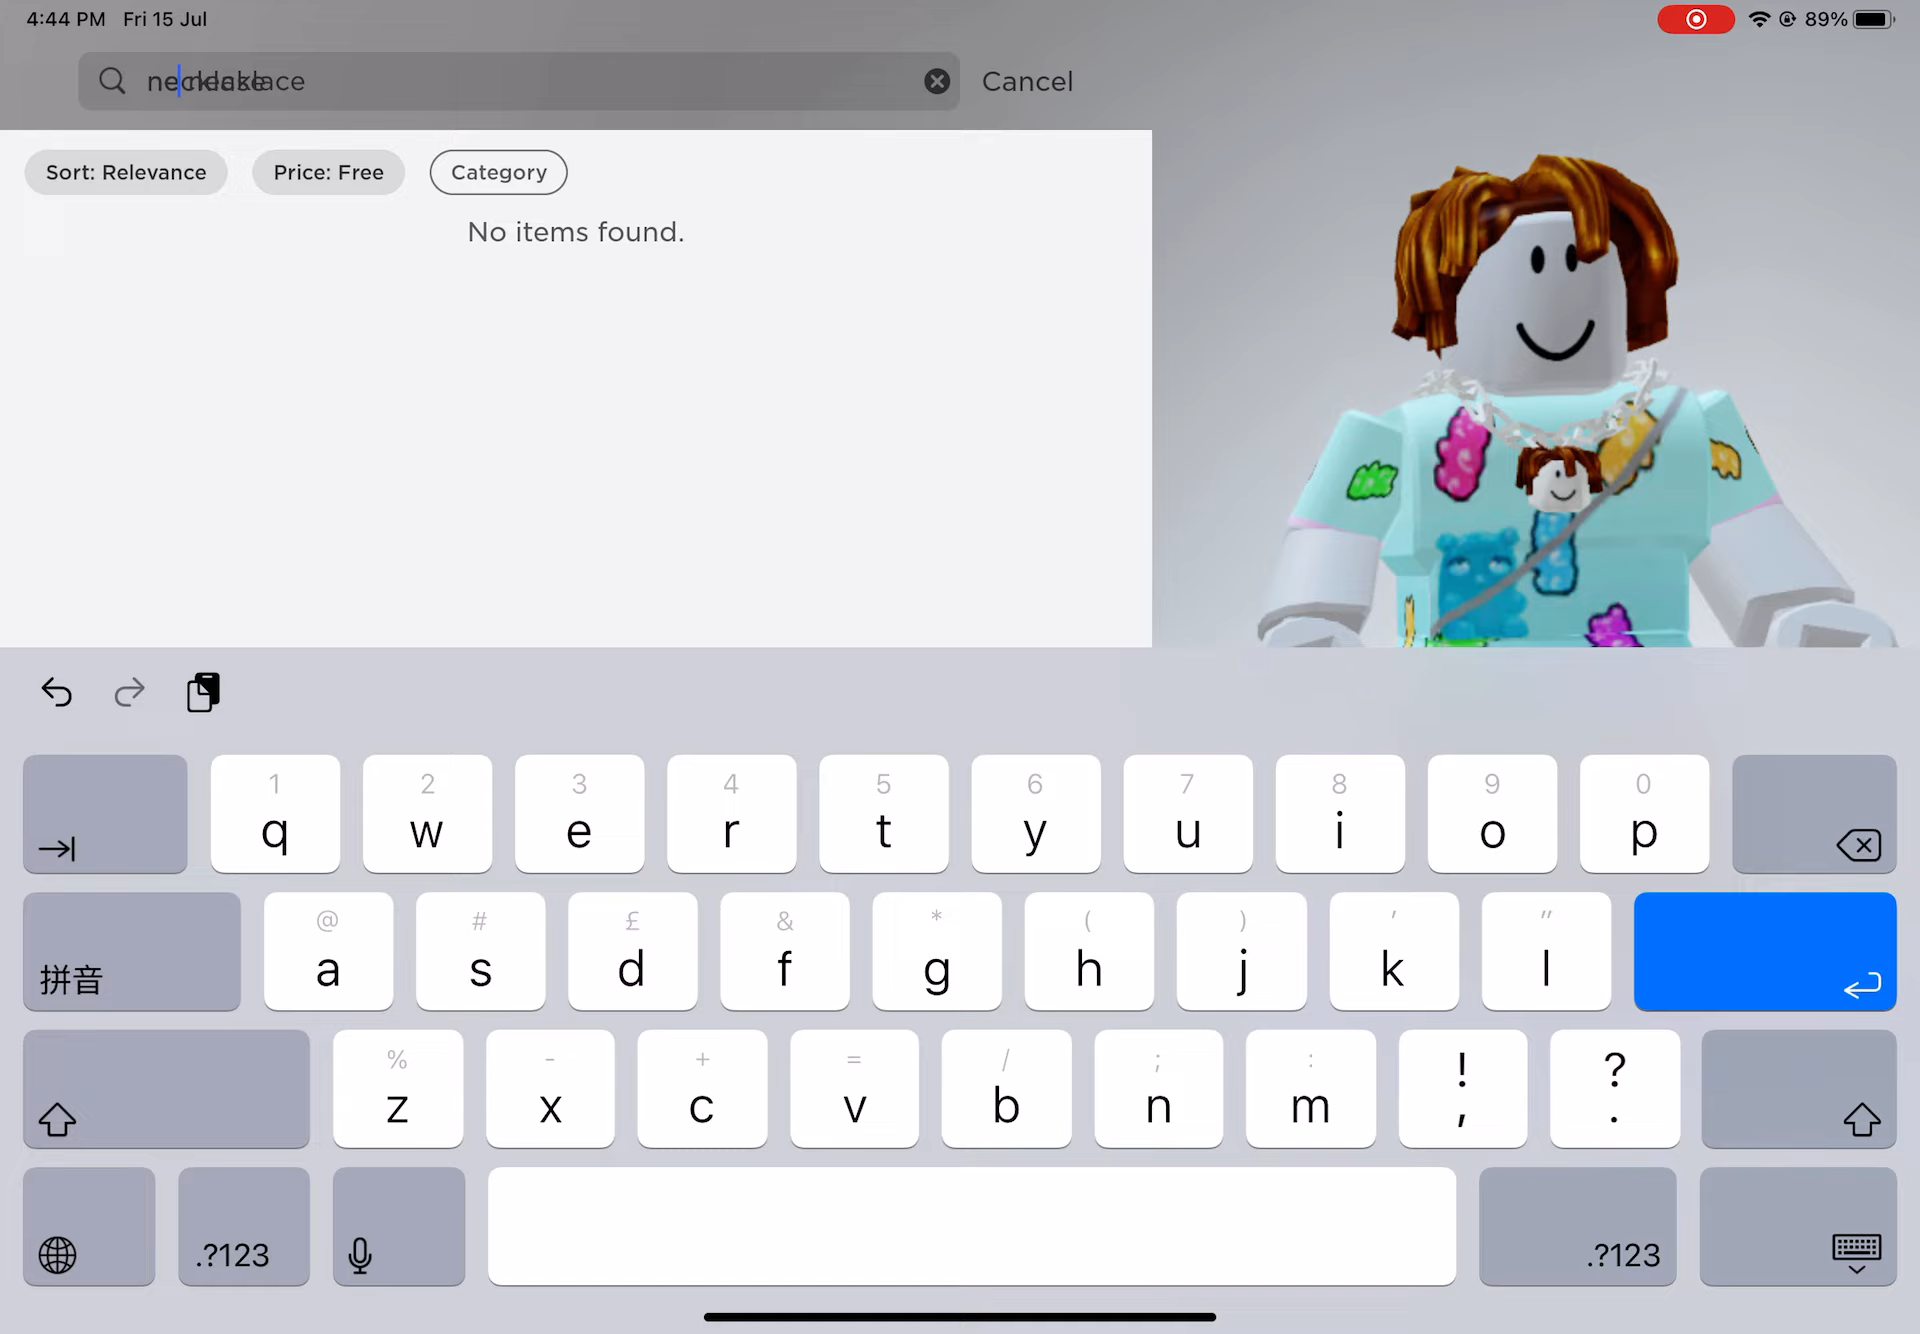 4:44 PM Fri 15 Jul
89%
Cancel
Sort: Relevance
Price: Free
Category
No items found.
1 2 3 4 5 6 7 8 9 0
q w e r t y u i o p
@ # £ & * ( ) ' "
拼音 a s d f g h j k l
% - + = / ; : ! ?
z x c v b n m , .
.?123 .?123